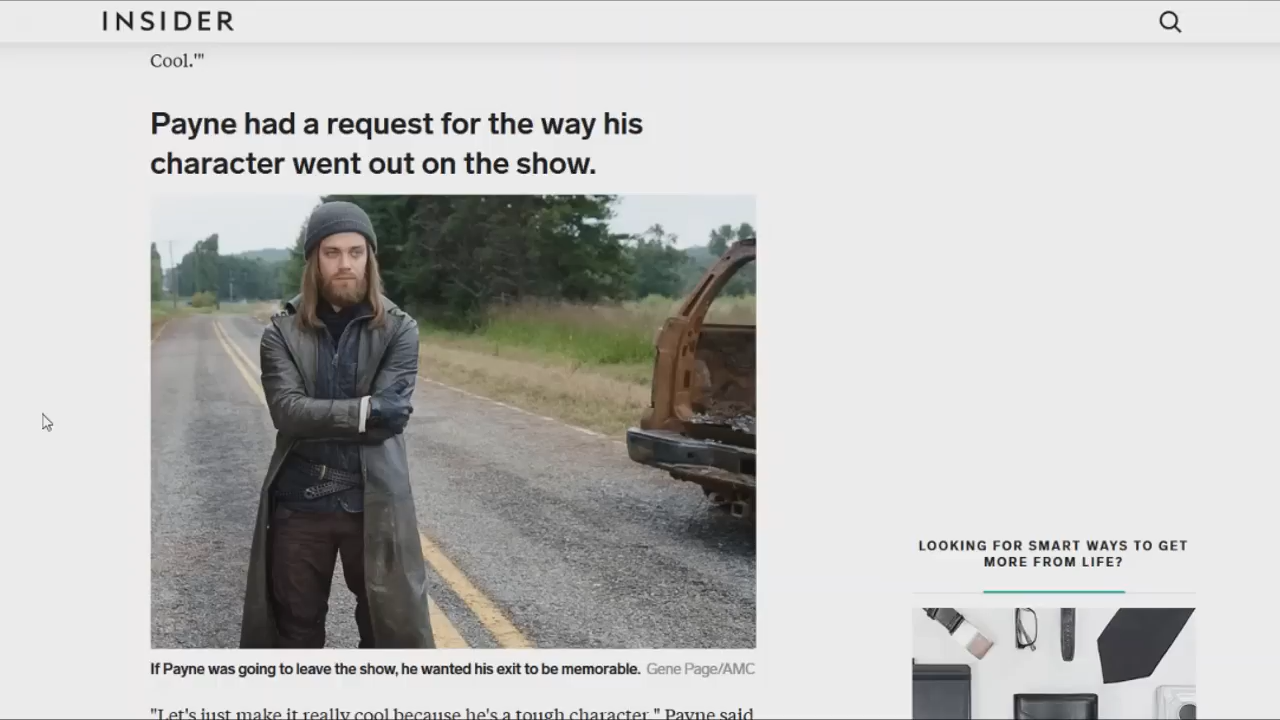 INSIDER
Cool.'"
Payne had a request for the way his
character went out on the show.
If Payne was going to leave the show, he wanted his exit to be memorable. Gene Page/AMC
"Let's just make it really cool because he's a tough character," Payne said
LOOKING FOR SMART WAYS TO GET
MORE FROM LIFE?